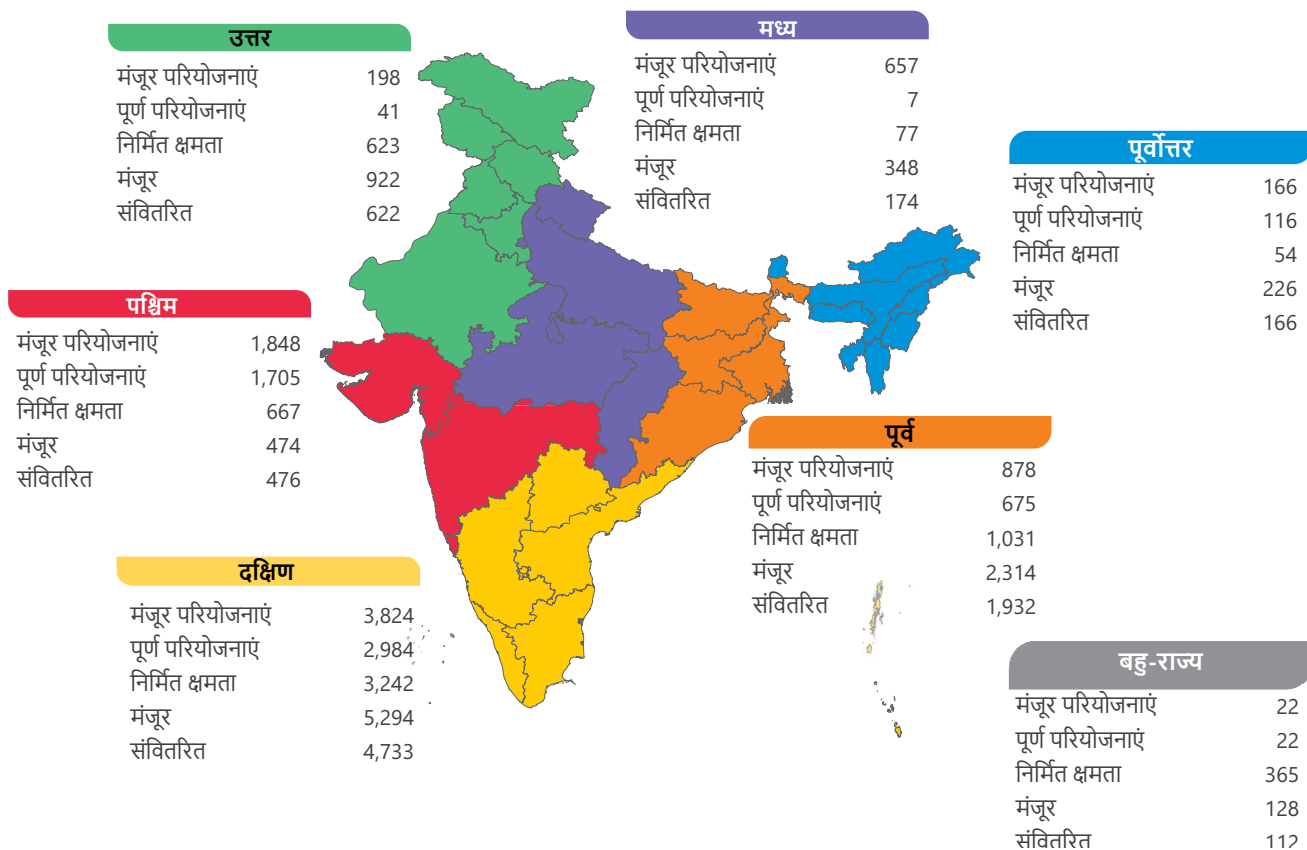 उत्तर
मंजूर परियोजनाएं 198
पूर्ण परियोजनाएं 41
निर्मित क्षमता 623
मंजूर 922
संवितरित 622
मध्य
मंजूर परियोजनाएं 657
पूर्ण परियोजनाएं 7
निर्मित क्षमता 77
मंजूर 348
संवितरित 174
पूर्वोत्तर
मंजूर परियोजनाएं 166
पूर्ण परियोजनाएं 116
निर्मित क्षमता 54
मंजूर 226
संवितरित 166
पश्चिम
मंजूर परियोजनाएं 1,848
पूर्ण परियोजनाएं 1,705
निर्मित क्षमता 667
मंजूर 474
संवितरित 476
पूर्व
मंजूर परियोजनाएं 878
पूर्ण परियोजनाएं 675
निर्मित क्षमता 1,031
मंजूर 2,314
संवितरित 1,932
दक्षिण
मंजूर परियोजनाएं 3,824
पूर्ण परियोजनाएं 2,984
निर्मित क्षमता 3,242
मंजूर 5,294
संवितरित 4,733
बहु-राज्य
मंजूर परियोजनाएं 22
पूर्ण परियोजनाएं 22
निर्मित क्षमता 365
मंजूर 128
संवितरित 112